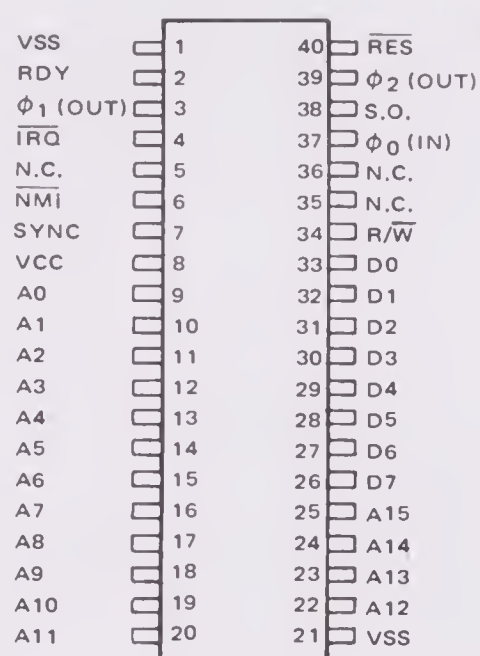 VSS 1 40 R̅E̅S̅
RDY 2 39 ϕ2 (OUT)
ϕ1 (OUT) 3 38 S.O.
I̅R̅Q̅ 4 37 ϕ0 (IN)
N.C. 5 36 N.C.
N̅M̅i̅ 6 35 N.C.
SYNC 7 34 R/W̅
VCC 8 33 D0
A0 9 32 D1
A1 10 31 D2
A2 11 30 D3
A3 12 29 D4
A4 13 28 D5
A5 14 27 D6
A6 15 26 D7
A7 16 25 A15
A8 17 24 A14
A9 18 23 A13
A10 19 22 A12
A11 20 21 VSS